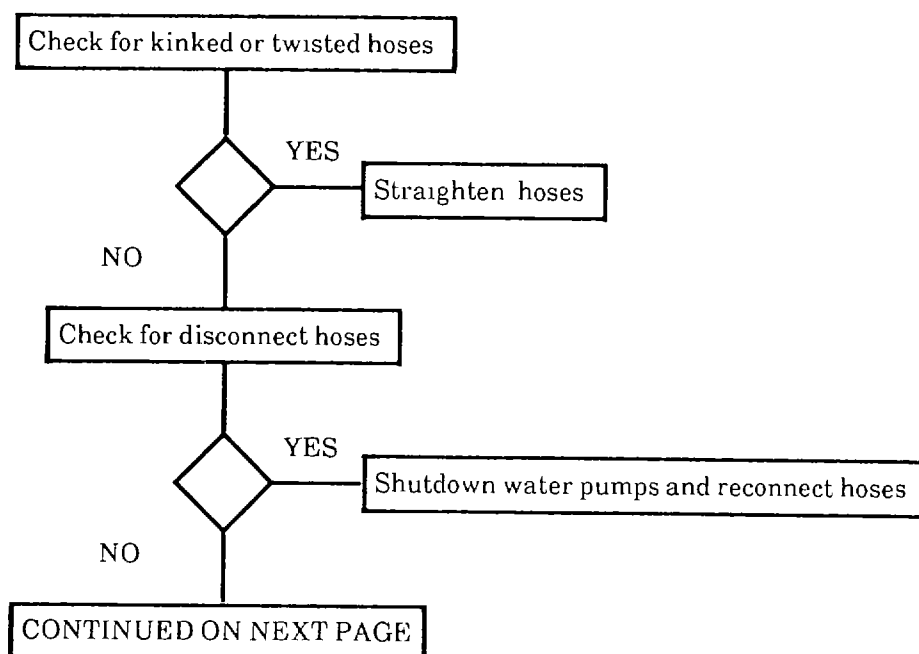 Check for kinked or twisted hoses
YES
Straighten hoses
NO
Check for disconnect hoses
YES
Shutdown water pumps and reconnect hoses
NO
CONTINUED ON NEXT PAGE